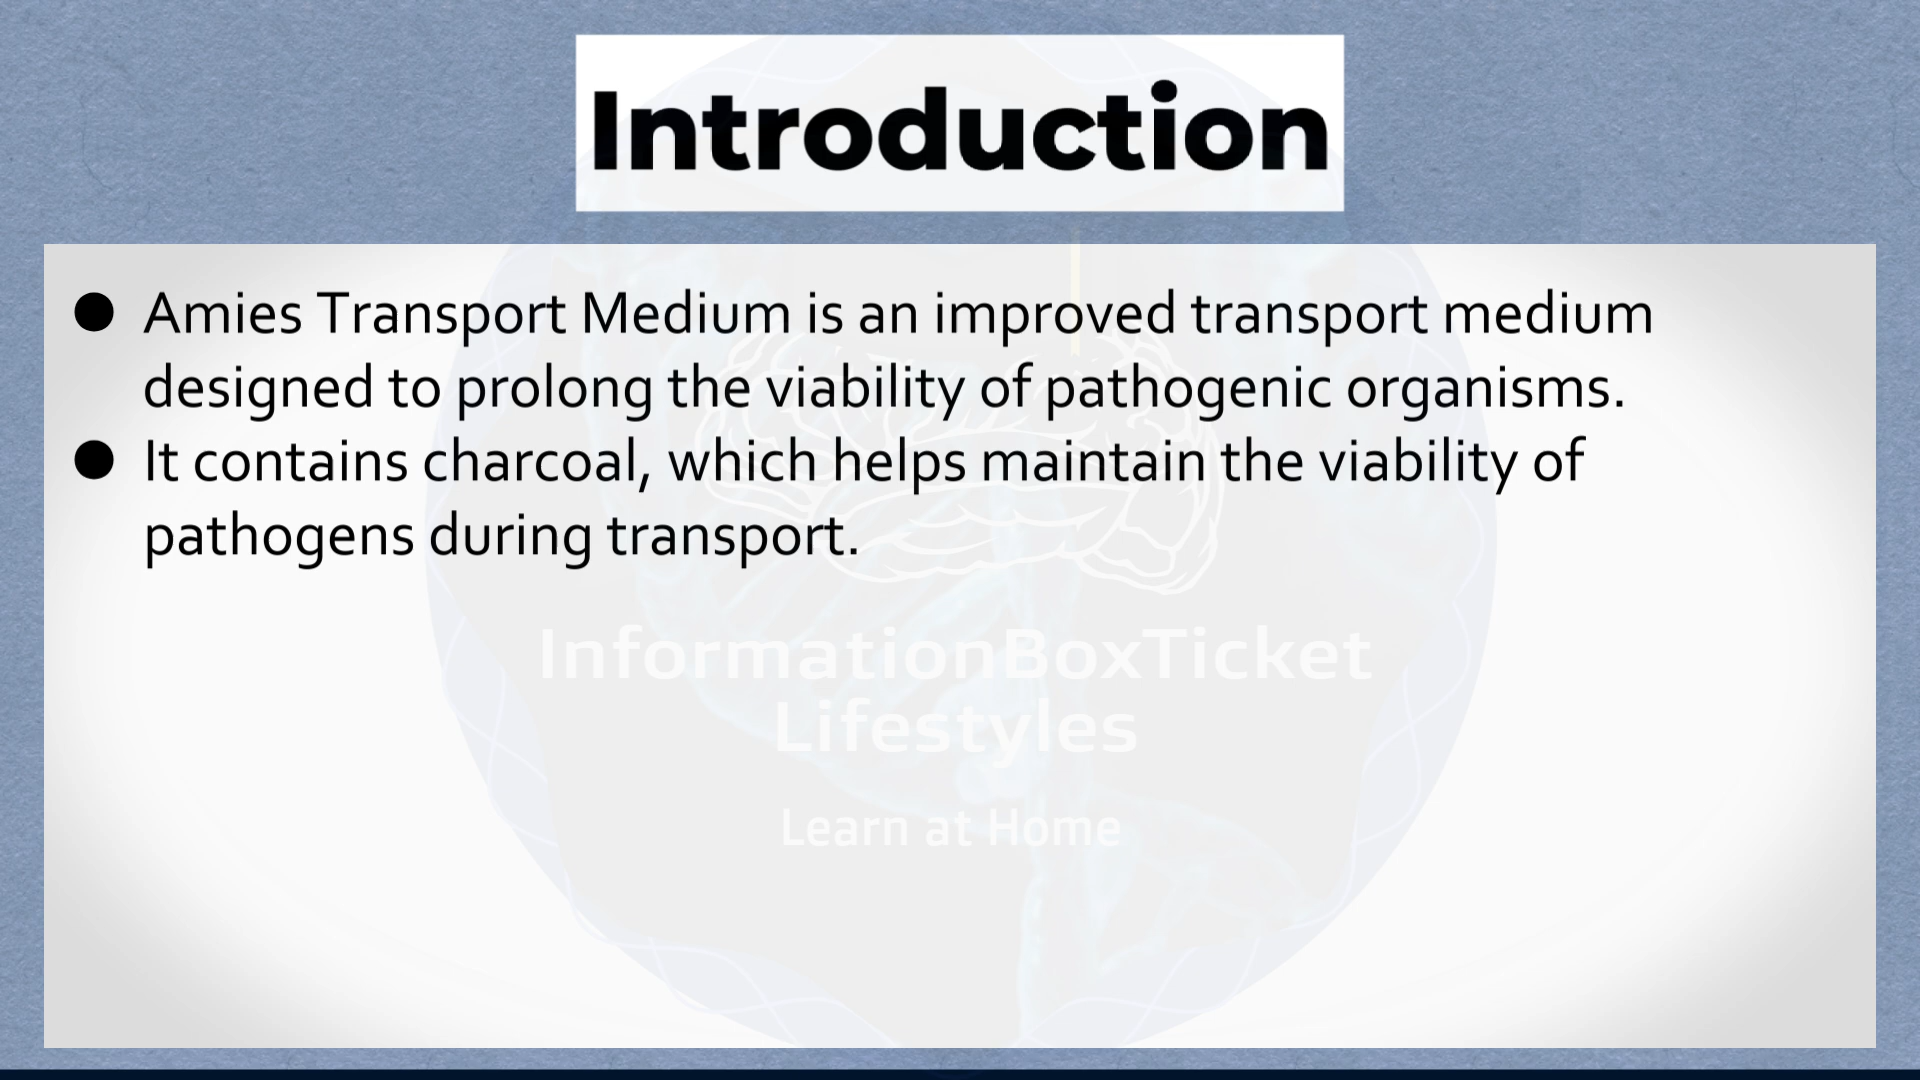 Introduction
● Amies Transport Medium is an improved transport medium
designed to prolong the viability of pathogenic organisms.
● It contains charcoal, which helps maintain the viability of
pathogens during transport.
InformationBoxTicket
Lifestyles
Learn at Home